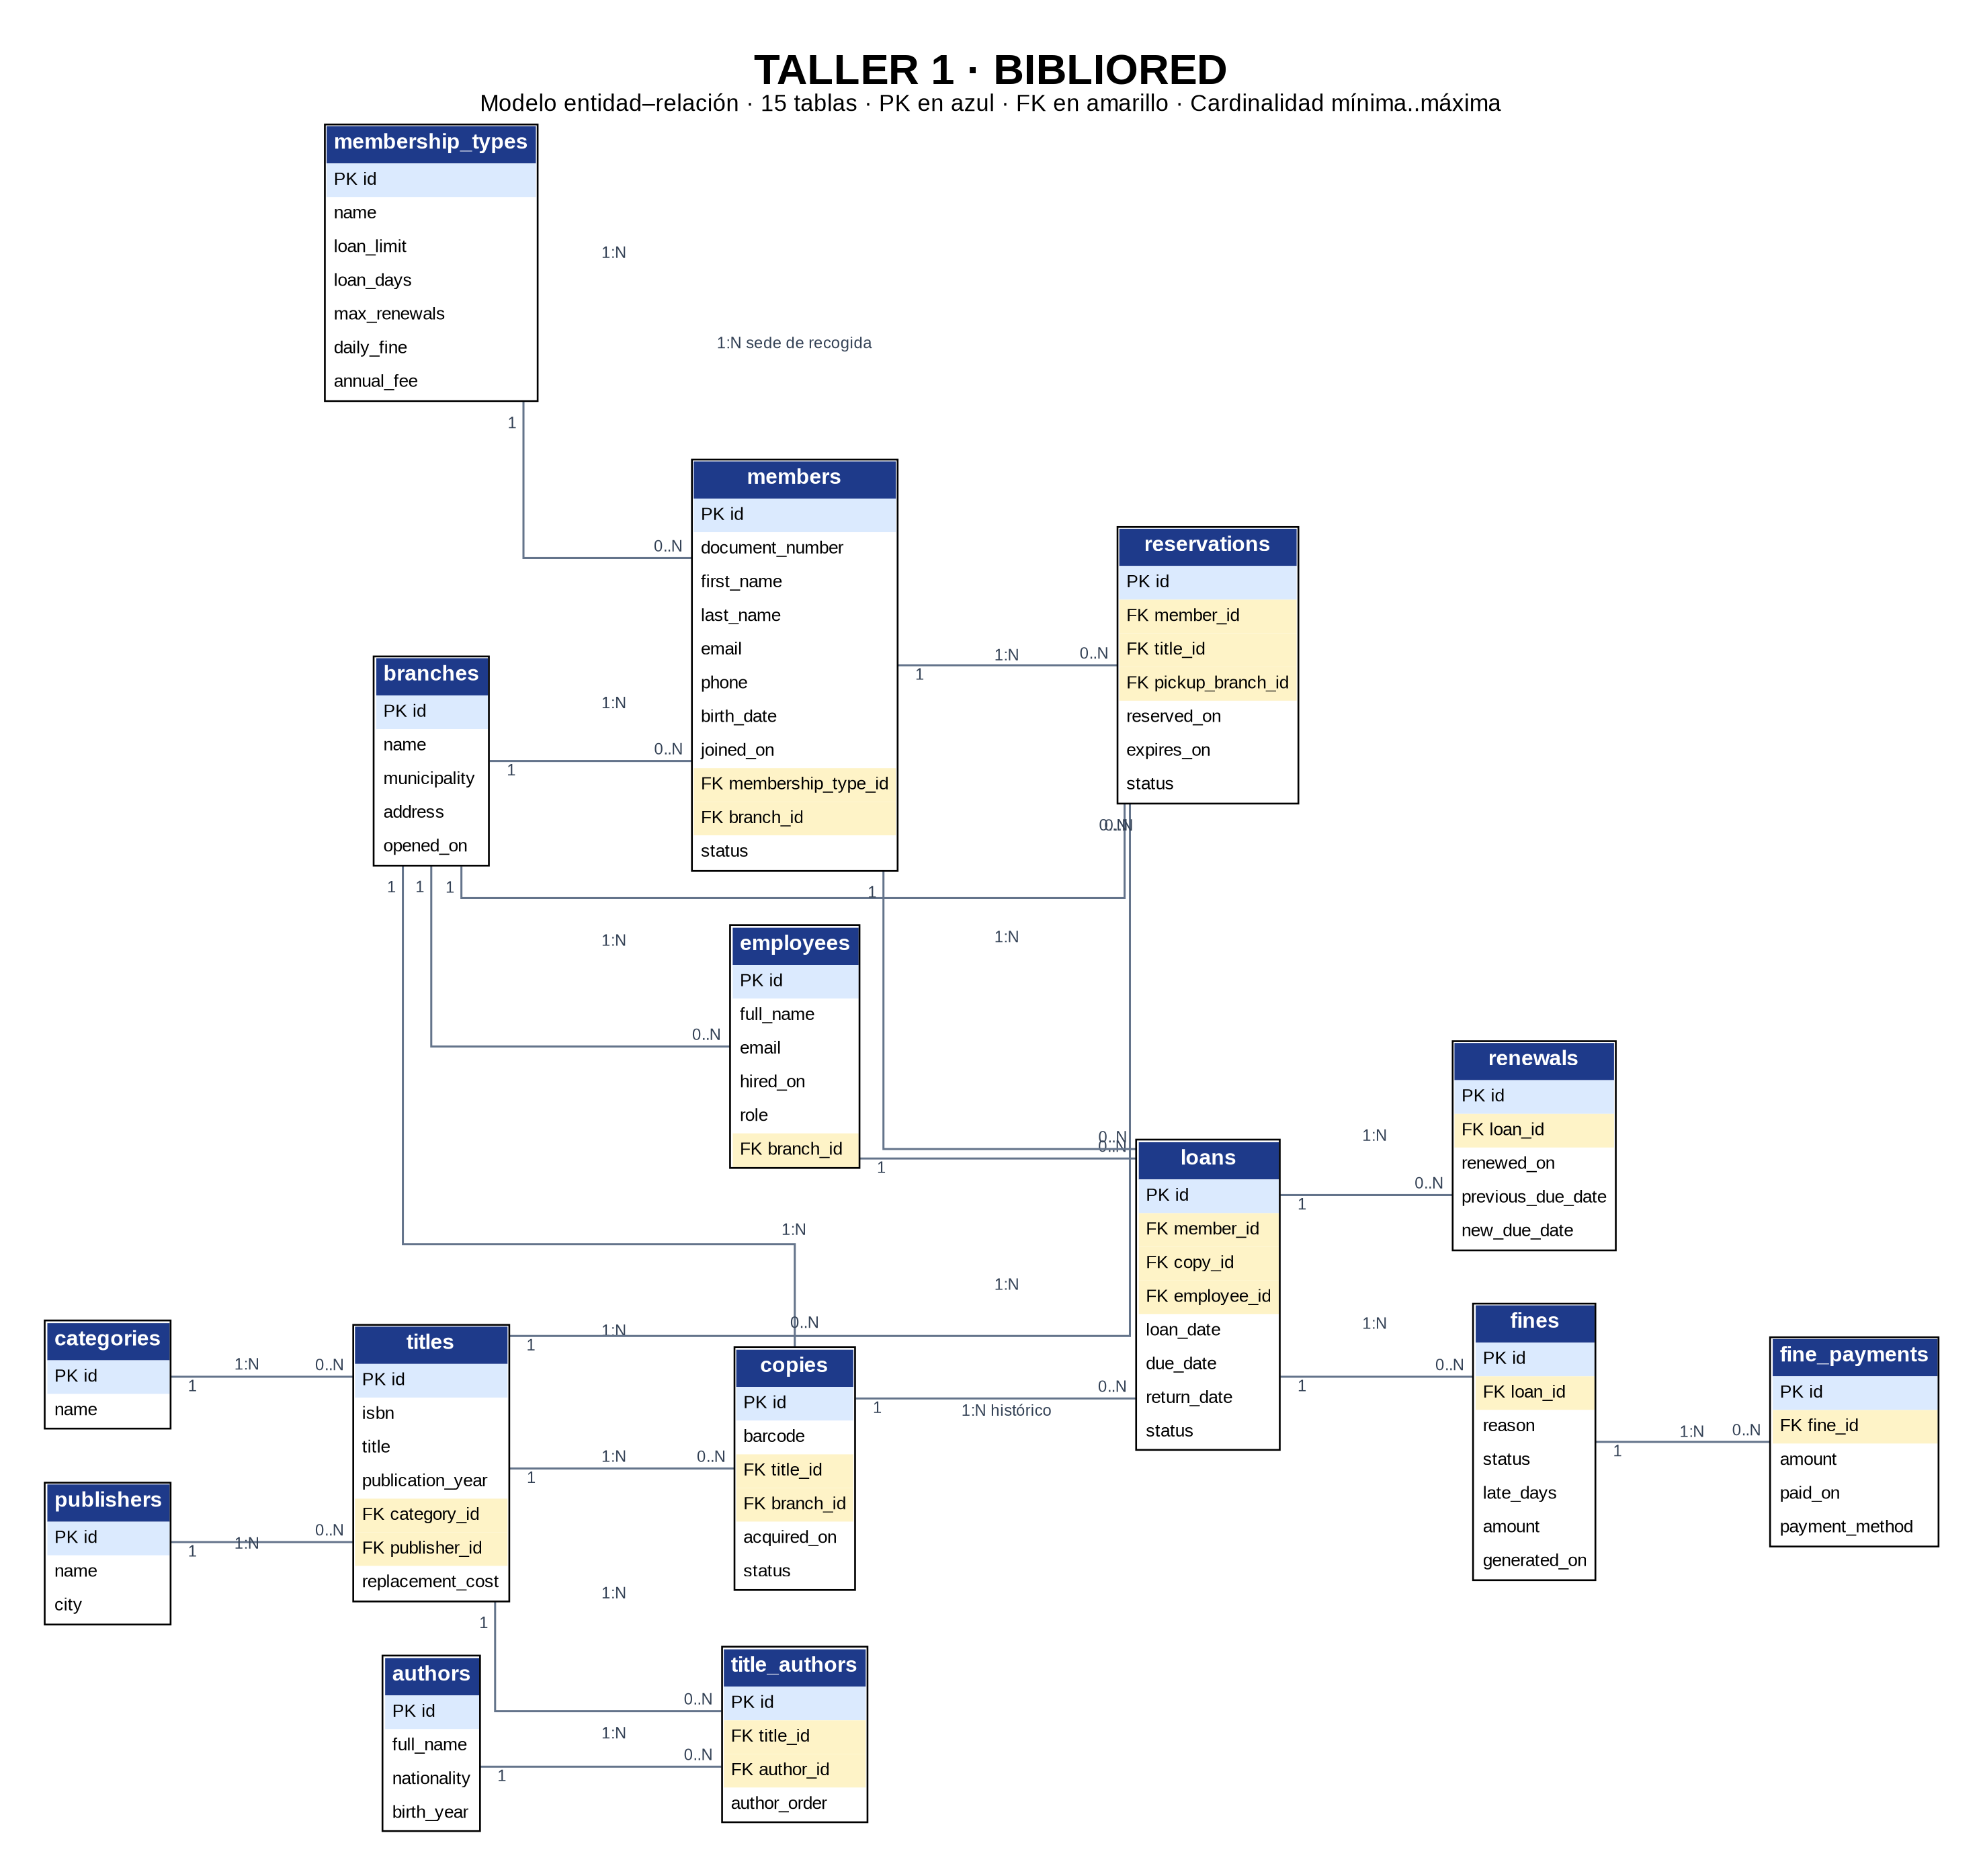 TALLER 1 · BIBLIORED
Modelo entidad–relación · 15 tablas · PK en azul · FK en amarillo · Cardinalidad mínima..máxima
membership_types
PK id
name
loan_limit
loan_days
max_renewals
daily_fine
annual_fee
1:N
1:N sede de recogida
1
0..N
members
PK id
document_number
first_name
last_name
email
phone
birth_date
joined_on
FK membership_type_id
FK branch_id
status
1:N
1
0..N
reservations
PK id
FK member_id
FK title_id
FK pickup_branch_id
reserved_on
expires_on
status
0..N
0..N
branches
PK id
name
municipality
address
opened_on
1:N
1
0..N
1
1
1
1
1:N
1:N
employees
PK id
full_name
email
hired_on
role
FK branch_id
0..N
1
0..N
0..N
loans
PK id
FK member_id
FK copy_id
FK employee_id
loan_date
due_date
return_date
status
1:N
1
0..N
renewals
PK id
FK loan_id
renewed_on
previous_due_date
new_due_date
1:N
1:N
0..N
1:N
1
categories
PK id
name
1:N
1
0..N
titles
PK id
isbn
title
publication_year
FK category_id
FK publisher_id
replacement_cost
1:N
1
0..N
copies
PK id
barcode
FK title_id
FK branch_id
acquired_on
status
1
0..N
1:N histórico
1:N
1
0..N
fines
PK id
FK loan_id
reason
status
late_days
amount
generated_on
1:N
1
0..N
fine_payments
PK id
FK fine_id
amount
paid_on
payment_method
publishers
PK id
name
city
1:N
1
0..N
1:N
1
0..N
authors
PK id
full_name
nationality
birth_year
1:N
1
0..N
title_authors
PK id
FK title_id
FK author_id
author_order